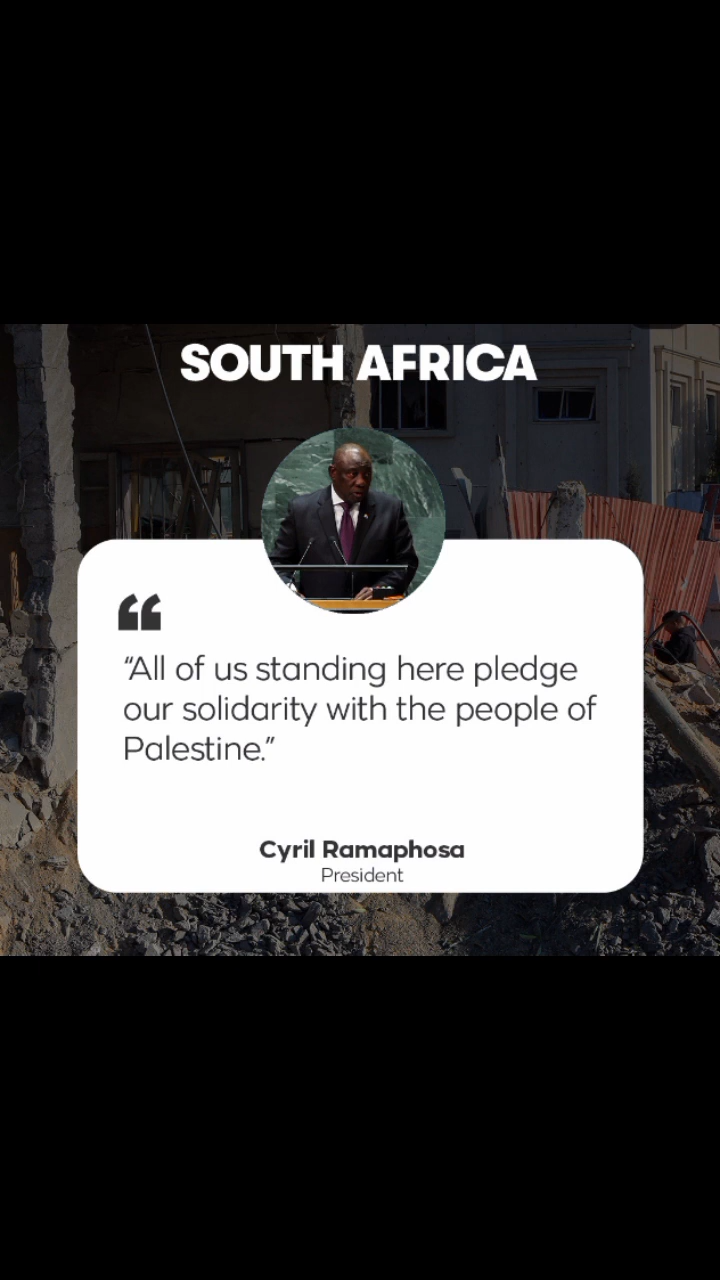 SOUTH AFRICA
“
“All of us standing here pledge
our solidarity with the people of
Palestine.”
Cyril Ramaphosa
President